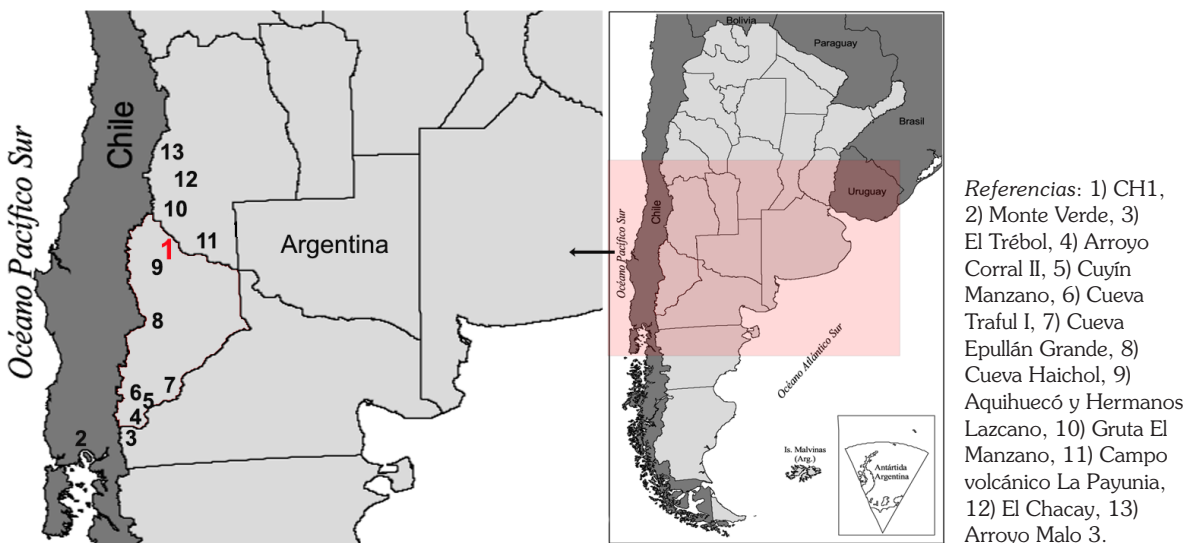 Océano Pacífico Sur
Chile
Argentina
13
12
10
11
1
9
8
7
6
5
4
3
2
Bolivia
Paraguay
Brasil
Uruguay
Chile
Océano Pacífico Sur
Océano Atlántico Sur
Is. Malvinas
(Arg.)
Antártida
Argentina
Referencias: 1) CH1,
2) Monte Verde, 3)
El Trébol, 4) Arroyo
Corral II, 5) Cuyín
Manzano, 6) Cueva
Traful I, 7) Cueva
Epullán Grande, 8)
Cueva Haichol, 9)
Aquihuecó y Hermanos
Lazcano, 10) Gruta El
Manzano, 11) Campo
volcánico La Payunia,
12) El Chacay, 13)
Arroyo Malo 3.